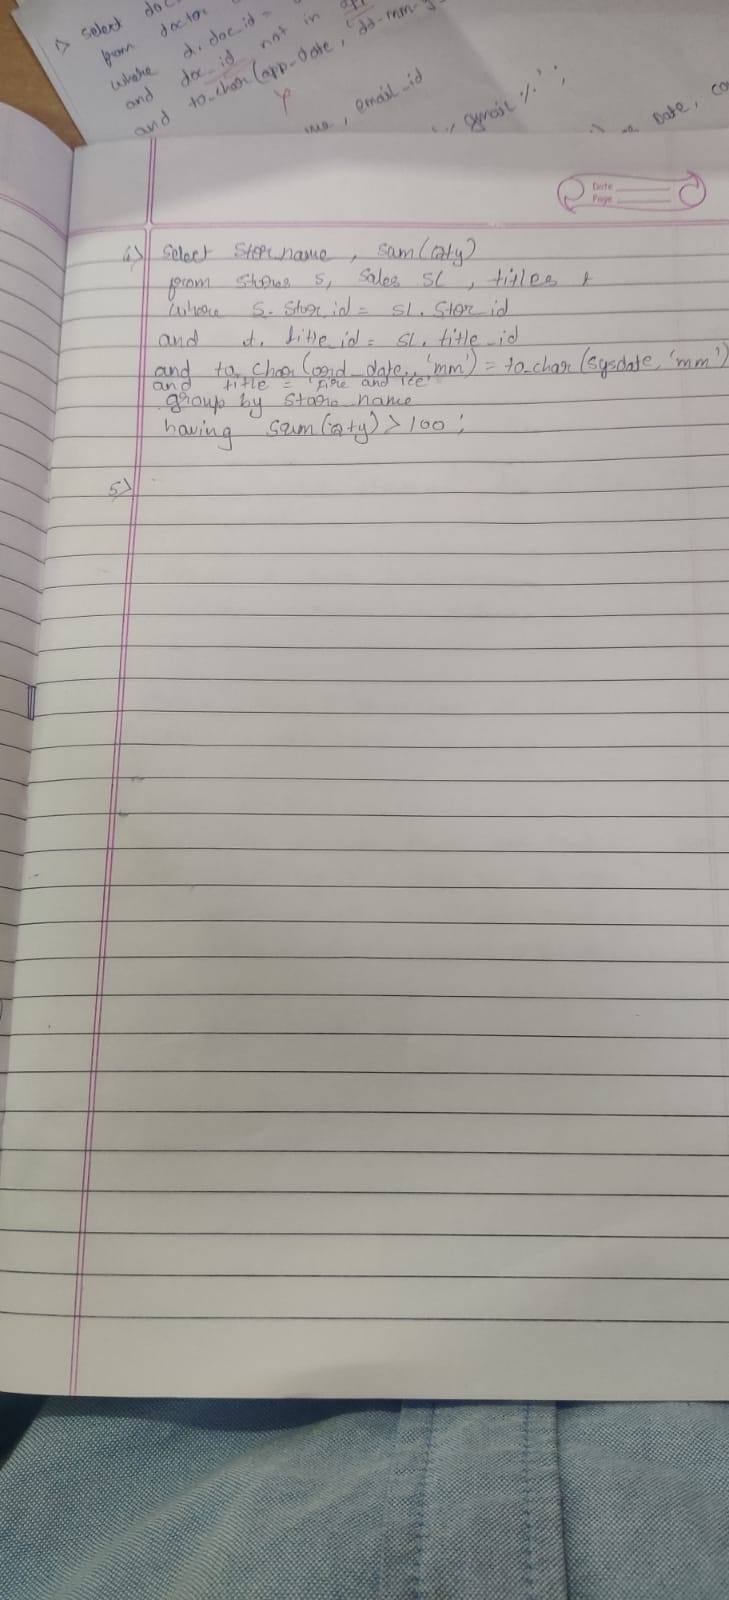 1) select doc
from doctor
where d.doc_id =
and doc_id not in
and to_char(app_date, 'dd-mm-
and
, email_id
gmail %';
Date, co
Date
Page
4) select stor_name, sum(qty)
from stores s, sales sl, titles t
where s.stor_id = sl.stor_id
and t.title_id = sl.title_id
and to_char(ord_date, 'mm') = to_char(sysdate, 'mm')
and title = 'Fire and Ice'
group by store_name
having sum(qty) > 100;
5)